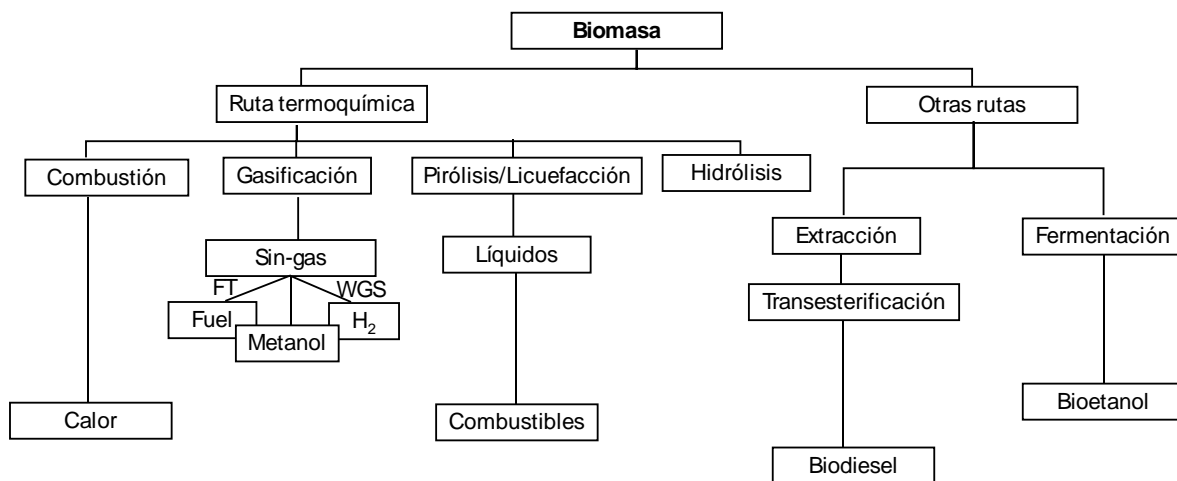 Biomasa
Ruta termoquímica
Otras rutas
Combustión
Gasificación
Pirólisis/Licuefacción
Hidrólisis
Extracción
Fermentación
Sin-gas
Líquidos
FT
WGS
Transesterificación
Fuel
H₂
Metanol
Calor
Combustibles
Bioetanol
Biodiesel